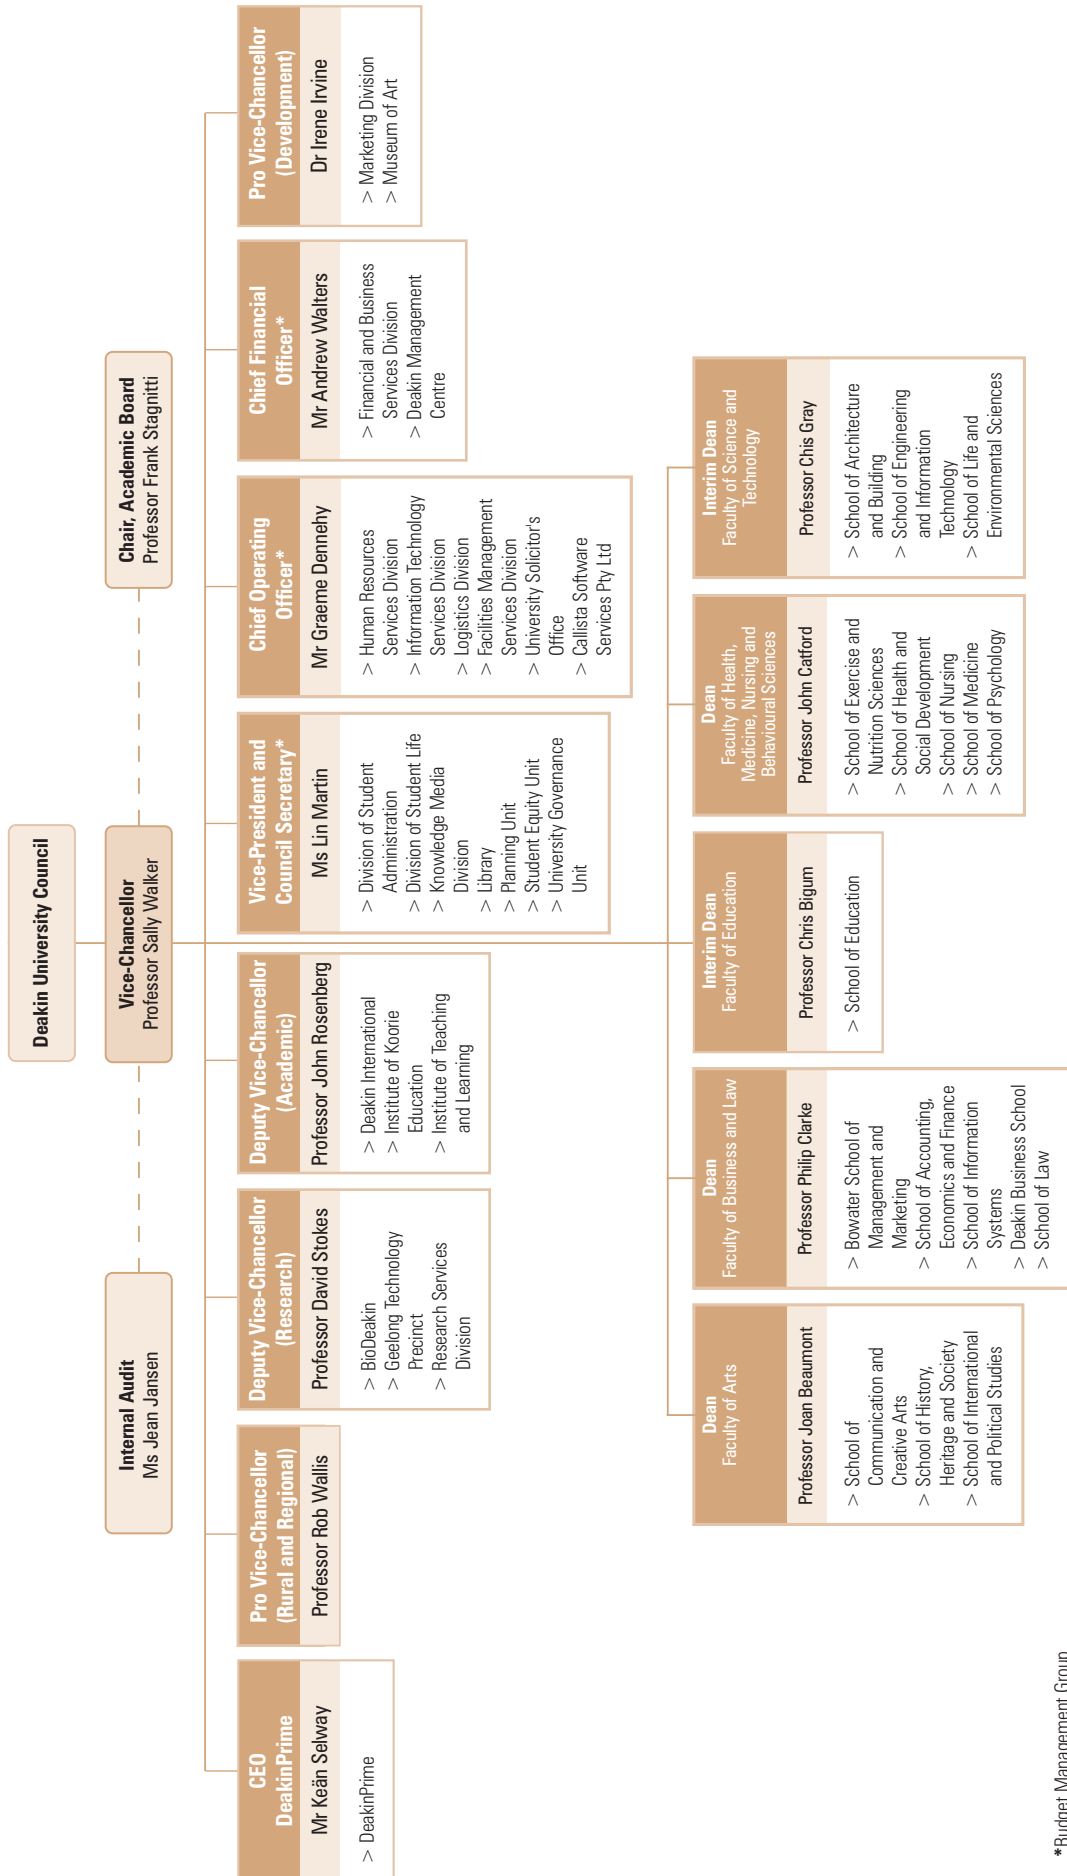 Deakin University Council
Internal Audit
Ms Jean Jansen
Vice-Chancellor
Professor Sally Walker
Chair, Academic Board
Professor Frank Stagnitti
CEO
DeakinPrime
Mr Keän Selway
> DeakinPrime
Pro Vice-Chancellor
(Rural and Regional)
Professor Rob Wallis
Deputy Vice-Chancellor
(Research)
Professor David Stokes
> BioDeakin
> Geelong Technology
Precinct
> Research Services
Division
Deputy Vice-Chancellor
(Academic)
Professor John Rosenberg
> Deakin International
> Institute of Koorie
Education
> Institute of Teaching
and Learning
Vice-President and
Council Secretary*
Ms Lin Martin
> Division of Student
Administration
> Division of Student Life
> Knowledge Media
Division
> Library
> Planning Unit
> Student Equity Unit
> University Governance
Unit
Chief Operating
Officer*
Mr Graeme Dennehy
> Human Resources
Services Division
> Information Technology
Services Division
> Logistics Division
> Facilities Management
Services Division
> University Solicitor's
Office
> Callista Software
Services Pty Ltd
Chief Financial
Officer*
Mr Andrew Walters
> Financial and Business
Services Division
> Deakin Management
Centre
Pro Vice-Chancellor
(Development)
Dr Irene Irvine
> Marketing Division
> Museum of Art
Dean
Faculty of Arts
Professor Joan Beaumont
> School of
Communication and
Creative Arts
> School of History,
Heritage and Society
> School of International
and Political Studies
Dean
Faculty of Business and Law
Professor Philip Clarke
> Bowater School of
Management and
Marketing
> School of Accounting,
Economics and Finance
> School of Information
Systems
> Deakin Business School
> School of Law
Interim Dean
Faculty of Education
Professor Chris Bigum
> School of Education
Dean
Faculty of Health,
Medicine, Nursing and
Behavioural Sciences
Professor John Catford
> School of Exercise and
Nutrition Sciences
> School of Health and
Social Development
> School of Nursing
> School of Medicine
> School of Psychology
Interim Dean
Faculty of Science and
Technology
Professor Chis Gray
> School of Architecture
and Building
> School of Engineering
and Information
Technology
> School of Life and
Environmental Sciences
*Budget Management Group